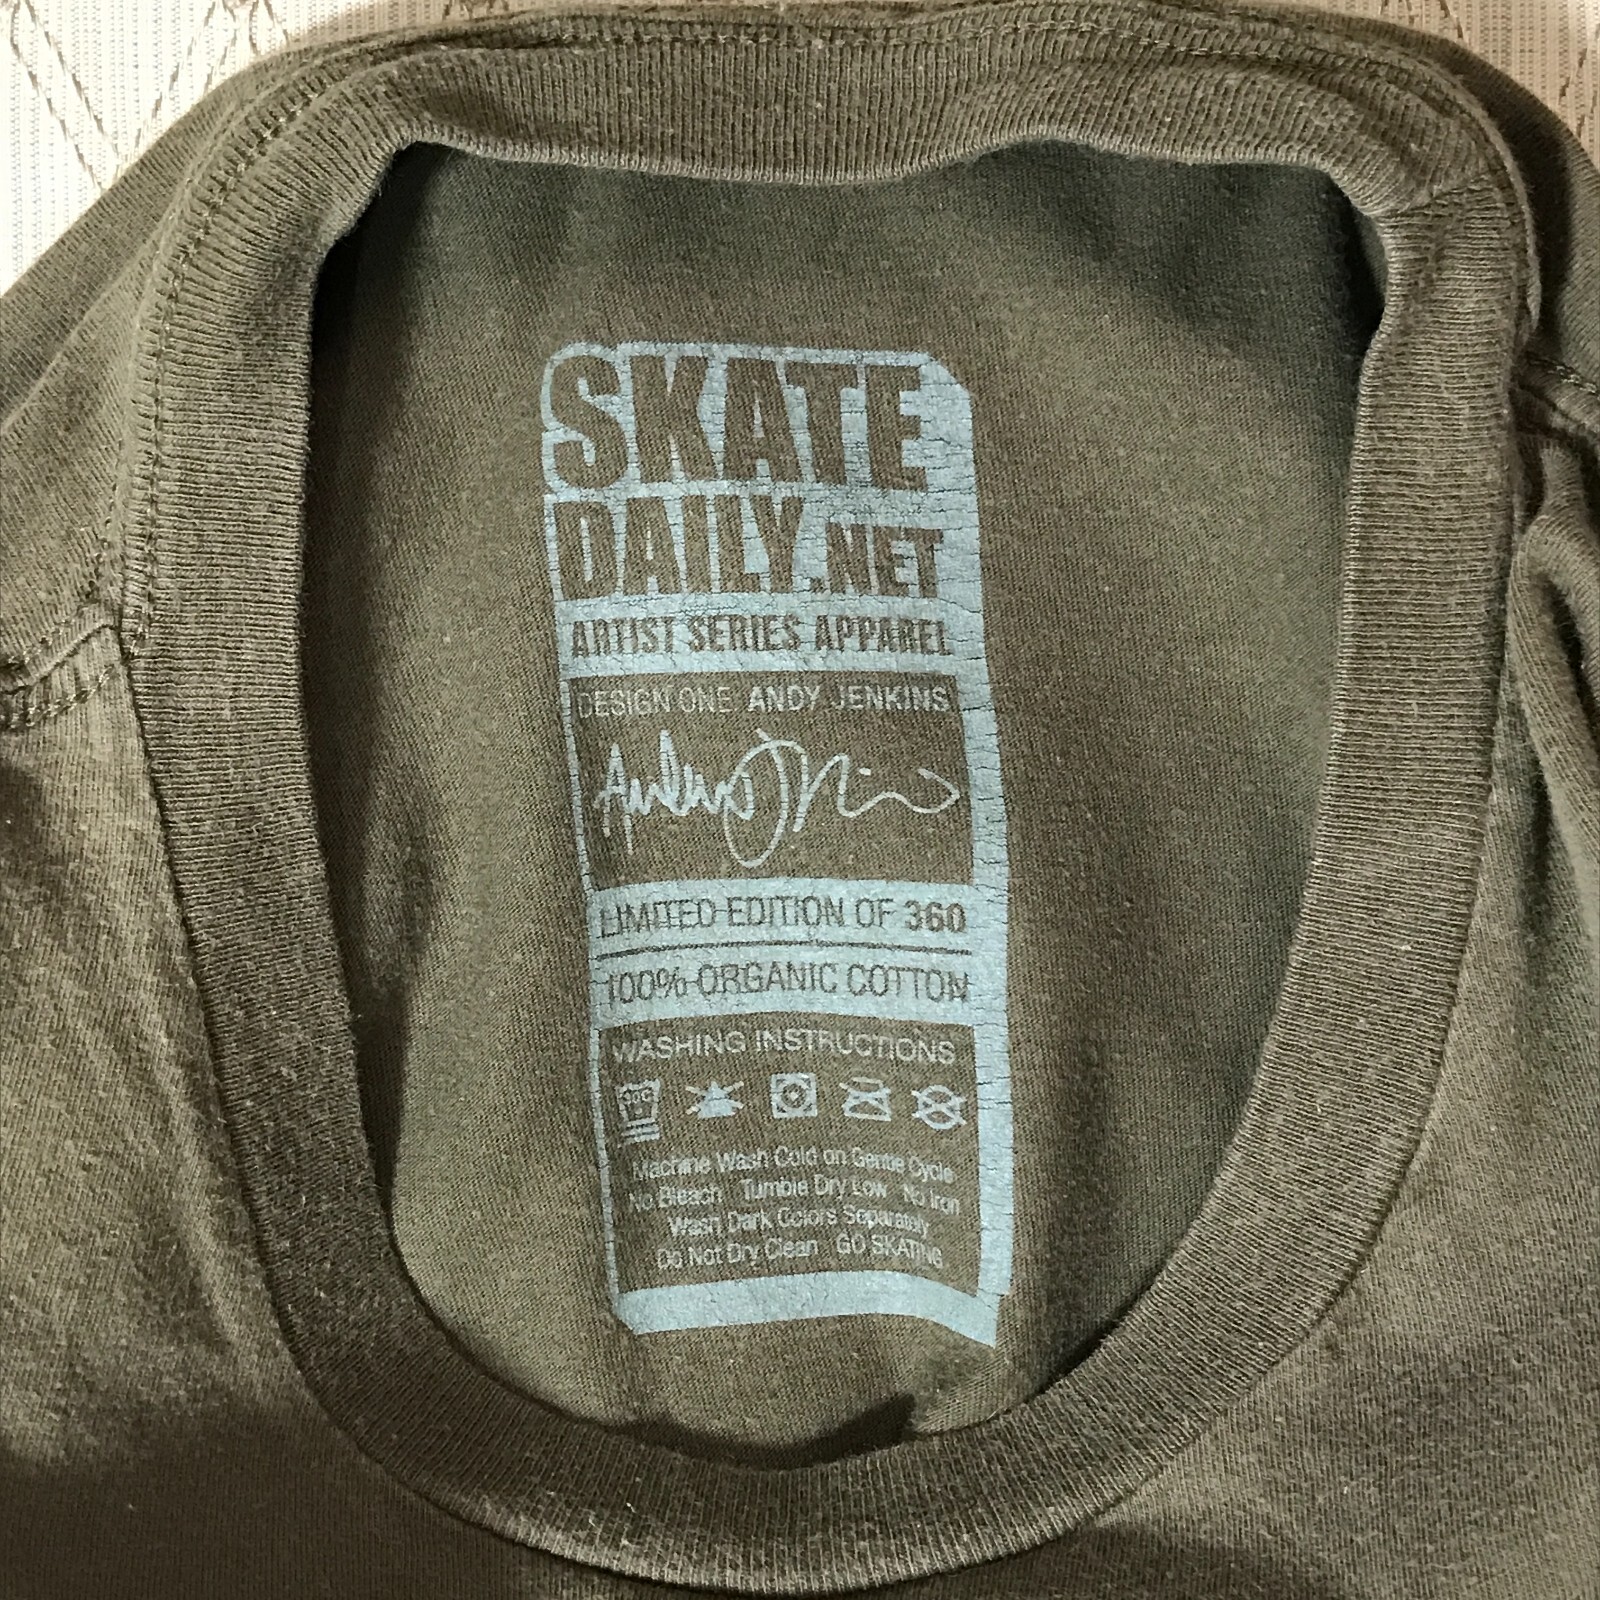 SKATE
DAILY.NET
ARTIST SERIES APPAREL
DESIGN ONE ANDY JENKINS
LIMITED EDITION OF 360
100% ORGANIC COTTON
WASHING INSTRUCTIONS
30C
Machine Wash Cold on Gentle Cycle
No Bleach Tumble Dry Low No Iron
Wash Dark Colors Separately
Do Not Dry Clean GO SKATING